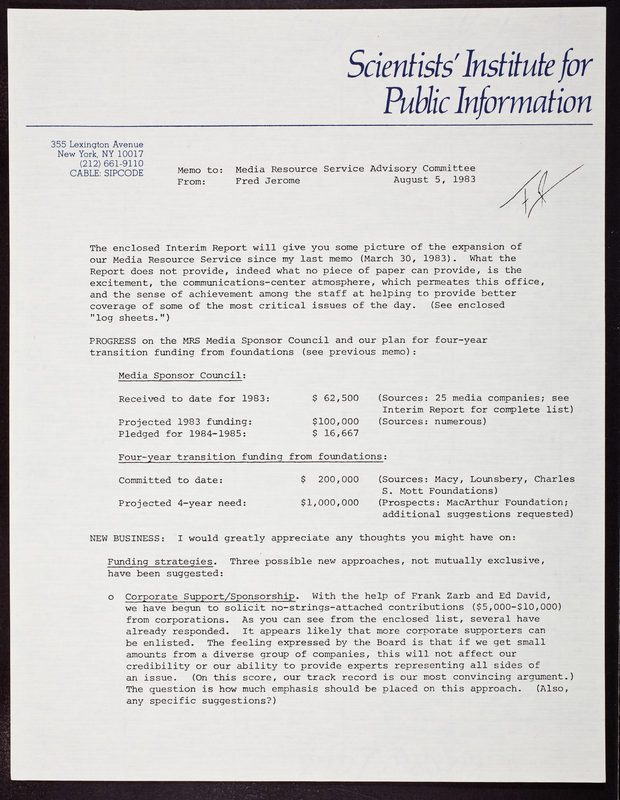 Scientists' Institute for
Public Information
355 Lexington Avenue
New York, NY 10017
(212) 661-9110
CABLE: SIPCODE
Memo to: Media Resource Service Advisory Committee
From: Fred Jerome August 5, 1983
The enclosed Interim Report will give you some picture of the expansion of
our Media Resource Service since my last memo (March 30, 1983). What the
Report does not provide, indeed what no piece of paper can provide, is the
excitement, the communications-center atmosphere, which permeates this office,
and the sense of achievement among the staff at helping to provide better
coverage of some of the most critical issues of the day. (See enclosed
"log sheets.")
PROGRESS on the MRS Media Sponsor Council and our plan for four-year
transition funding from foundations (see previous memo):
Media Sponsor Council:
Received to date for 1983: $ 62,500 (Sources: 25 media companies; see
Interim Report for complete list)
Projected 1983 funding: $100,000 (Sources: numerous)
Pledged for 1984-1985: $ 16,667
Four-year transition funding from foundations:
Committed to date: $ 200,000 (Sources: Macy, Lounsbery, Charles
S. Mott Foundations)
Projected 4-year need: $1,000,000 (Prospects: MacArthur Foundation;
additional suggestions requested)
NEW BUSINESS: I would greatly appreciate any thoughts you might have on:
Funding strategies. Three possible new approaches, not mutually exclusive,
have been suggested:
o Corporate Support/Sponsorship. With the help of Frank Zarb and Ed David,
we have begun to solicit no-strings-attached contributions ($5,000-$10,000)
from corporations. As you can see from the enclosed list, several have
already responded. It appears likely that more corporate supporters can
be enlisted. The feeling expressed by the Board is that if we get small
amounts from a diverse group of companies, this will not affect our
credibility or our ability to provide experts representing all sides of
an issue. (On this score, our track record is our most convincing argument.)
The question is how much emphasis should be placed on this approach. (Also,
any specific suggestions?)